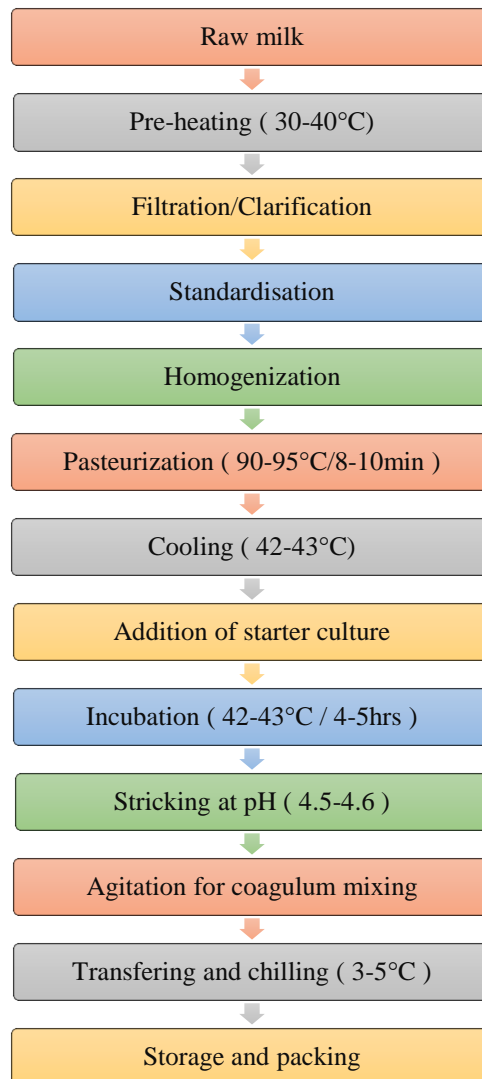 Raw milk
Pre-heating ( 30-40°C)
Filtration/Clarification
Standardisation
Homogenization
Pasteurization ( 90-95°C/8-10min )
Cooling ( 42-43°C)
Addition of starter culture
Incubation ( 42-43°C / 4-5hrs )
Stricking at pH ( 4.5-4.6 )
Agitation for coagulum mixing
Transfering and chilling ( 3-5°C )
Storage and packing